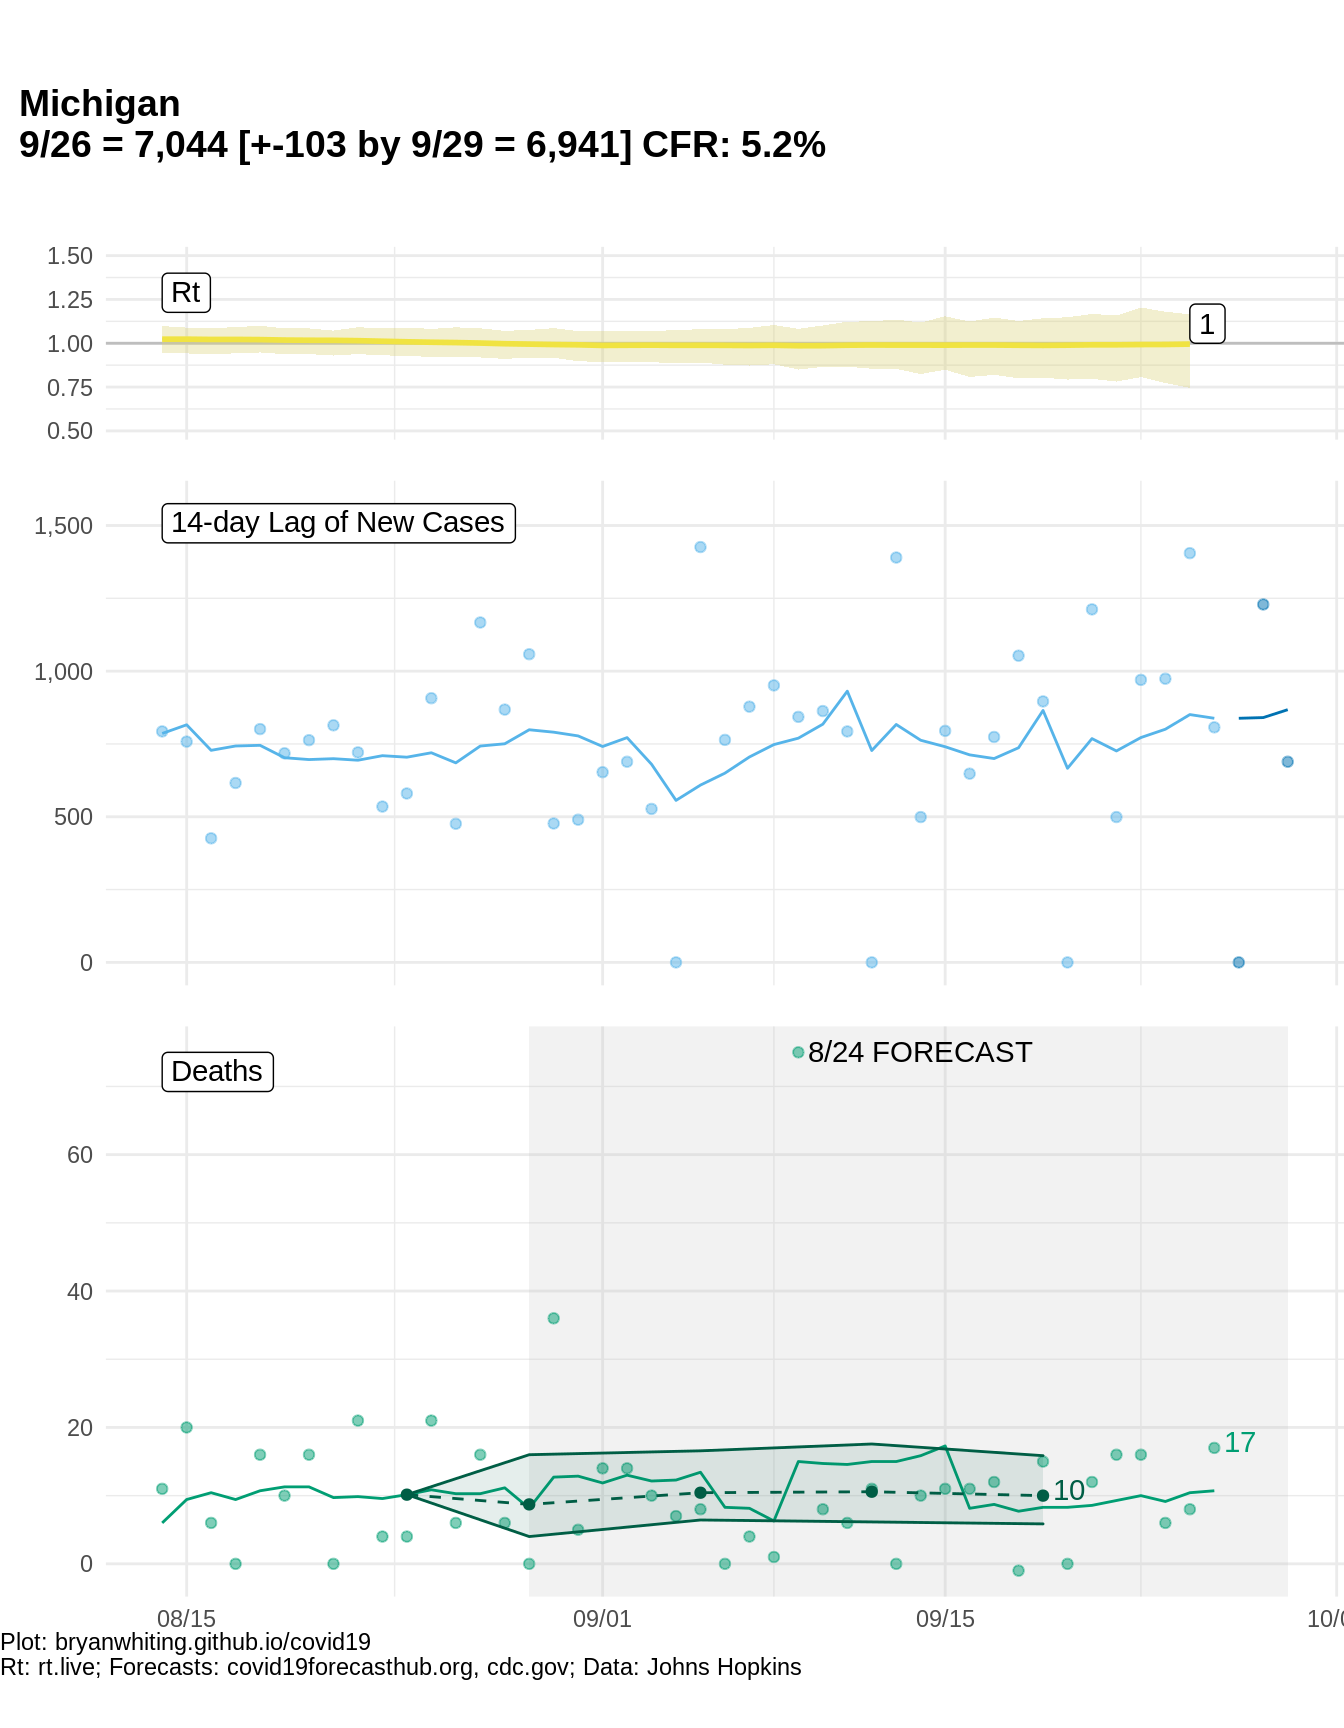 Michigan
9/26 = 7,044 [+-103 by 9/29 = 6,941] CFR: 5.2%
1.50
1.25
1.00
0.75
0.50
Rt
1
1,500
1,000
500
0
14-day Lag of New Cases
Deaths
8/24 FORECAST
60
40
20
0
17
10
08/15
09/01
09/15
10/0
Plot: bryanwhiting.github.io/covid19
Rt: rt.live; Forecasts: covid19forecasthub.org, cdc.gov; Data: Johns Hopkins